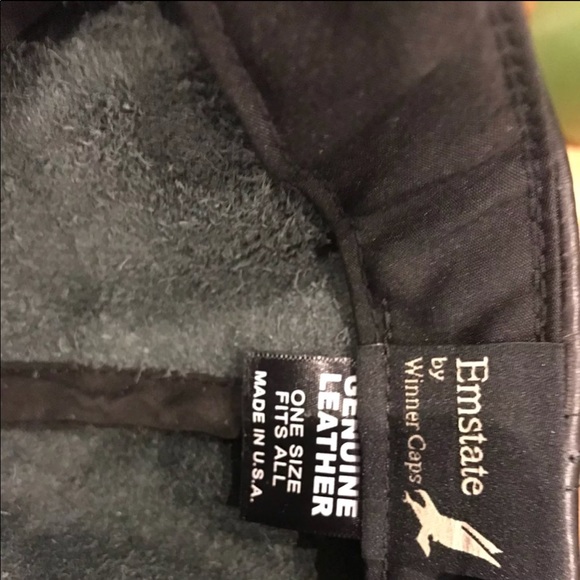 Emstate
by
Winner Caps
GENUINE
LEATHER
ONE SIZE
FITS ALL
MADE IN U.S.A.